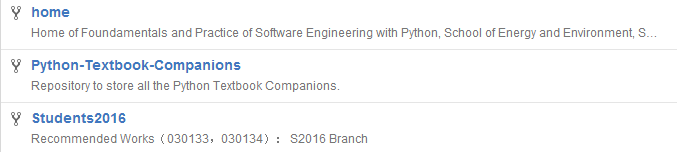 home
Home of Foundamentals and Practice of Software Engineering with Python, School of Energy and Environment, S...
Python-Textbook-Companions
Repository to store all the Python Textbook Companions.
Students2016
Recommended Works（030133，030134）： S2016 Branch